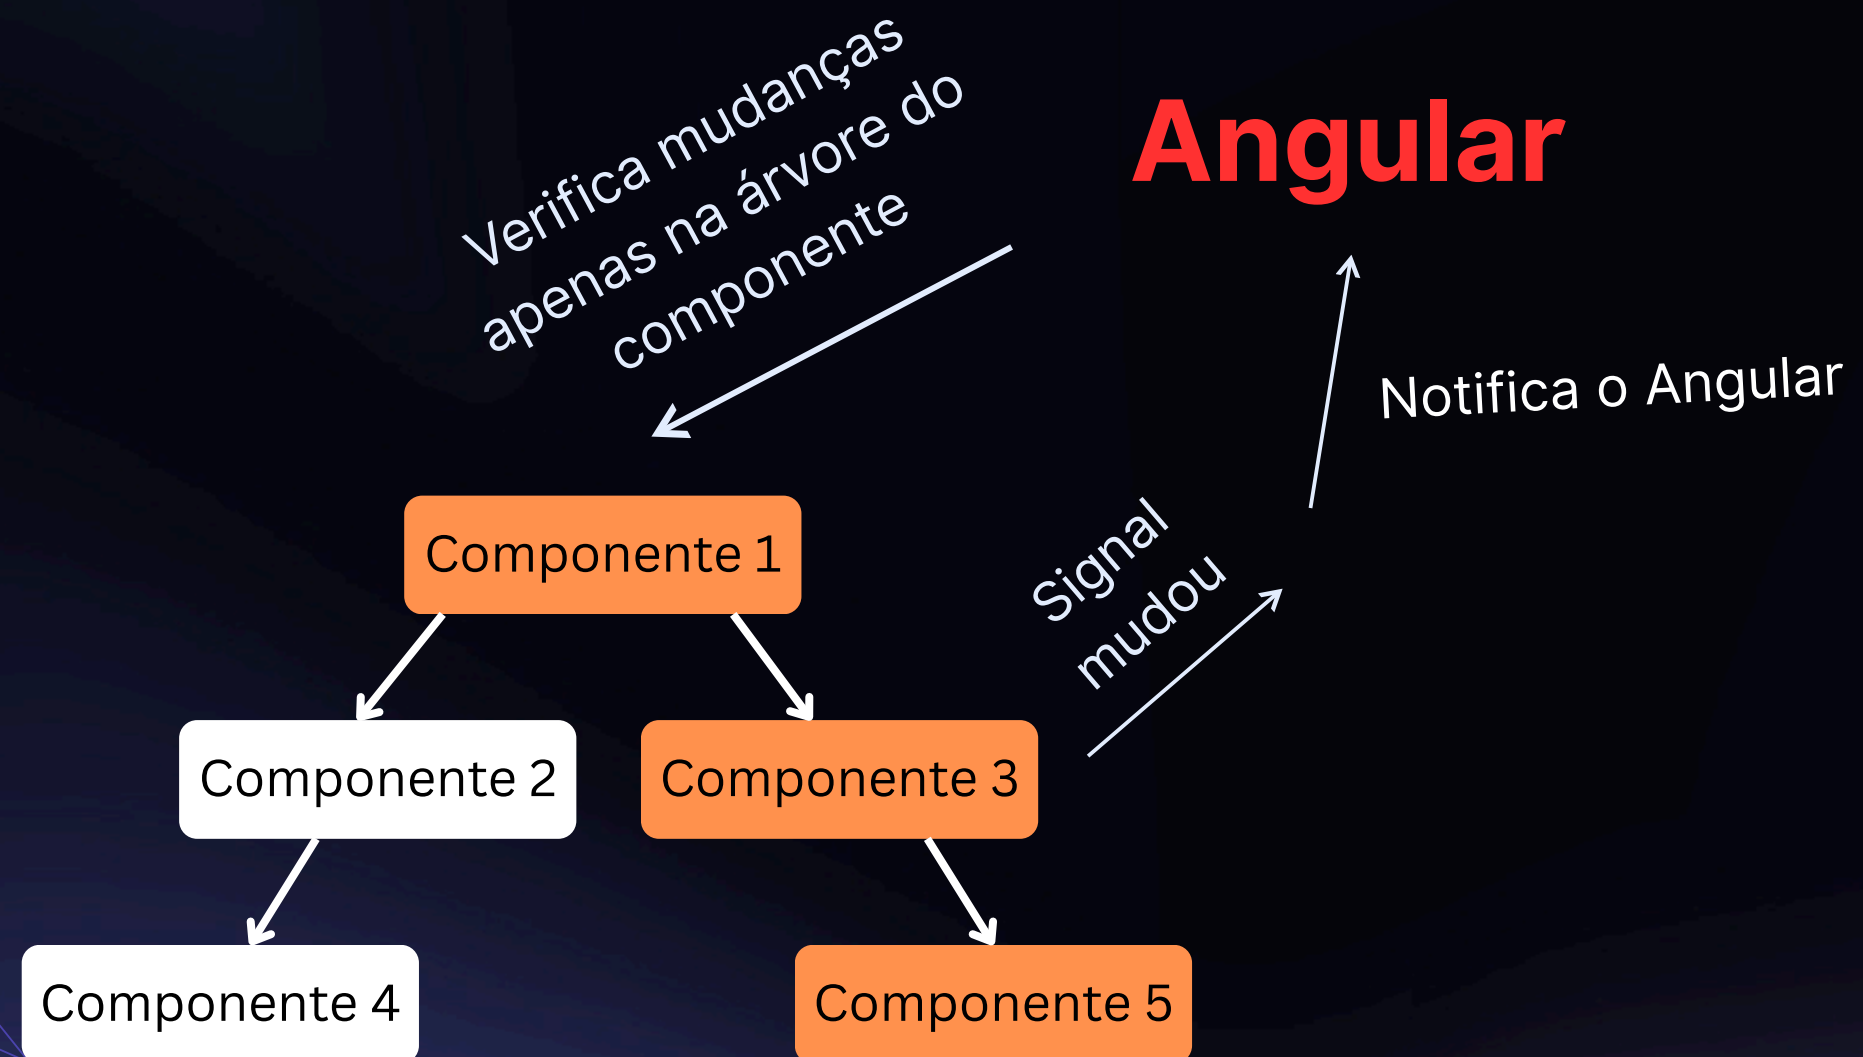 Verifica mudanças
apenas na árvore do
componente
Angular
Notifica o Angular
Signal
mudou
Componente 1
Componente 2
Componente 3
Componente 4
Componente 5